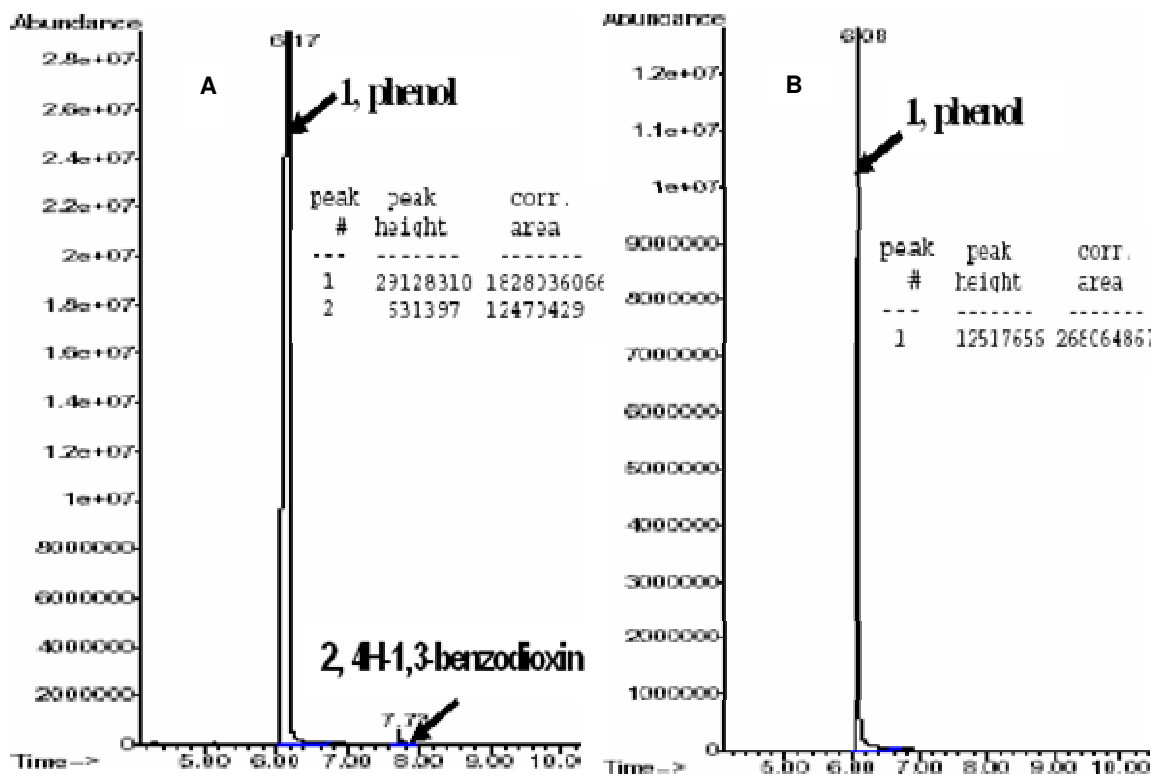 Abundance
6.17
A
1, phenol
2.8e+07
2.6e+07
2.4e+07
2.2e+07
2e+07
1.8e+07
1.6e+07
1.4e+07
1.2e+07
1e+07
8000000
6000000
4000000
2000000
0
peak peak corr.
# height area
--- ------- -------
1 29128310 1828036066
2 12470429
2, 4H-1,3-benzodioxin
5.00 6.00 7.00 8.00 9.00 10.00
Time-->
Abundance
6.08
B
1, phenol
1.2e+07
1.1e+07
1e+07
9000000
8000000
7000000
6000000
5000000
4000000
3000000
2000000
1000000
0
peak peak corr.
# height area
--- ------- -------
1 12517656 268064867
5.00 6.00 7.00 8.00 9.00 10.00
Time-->